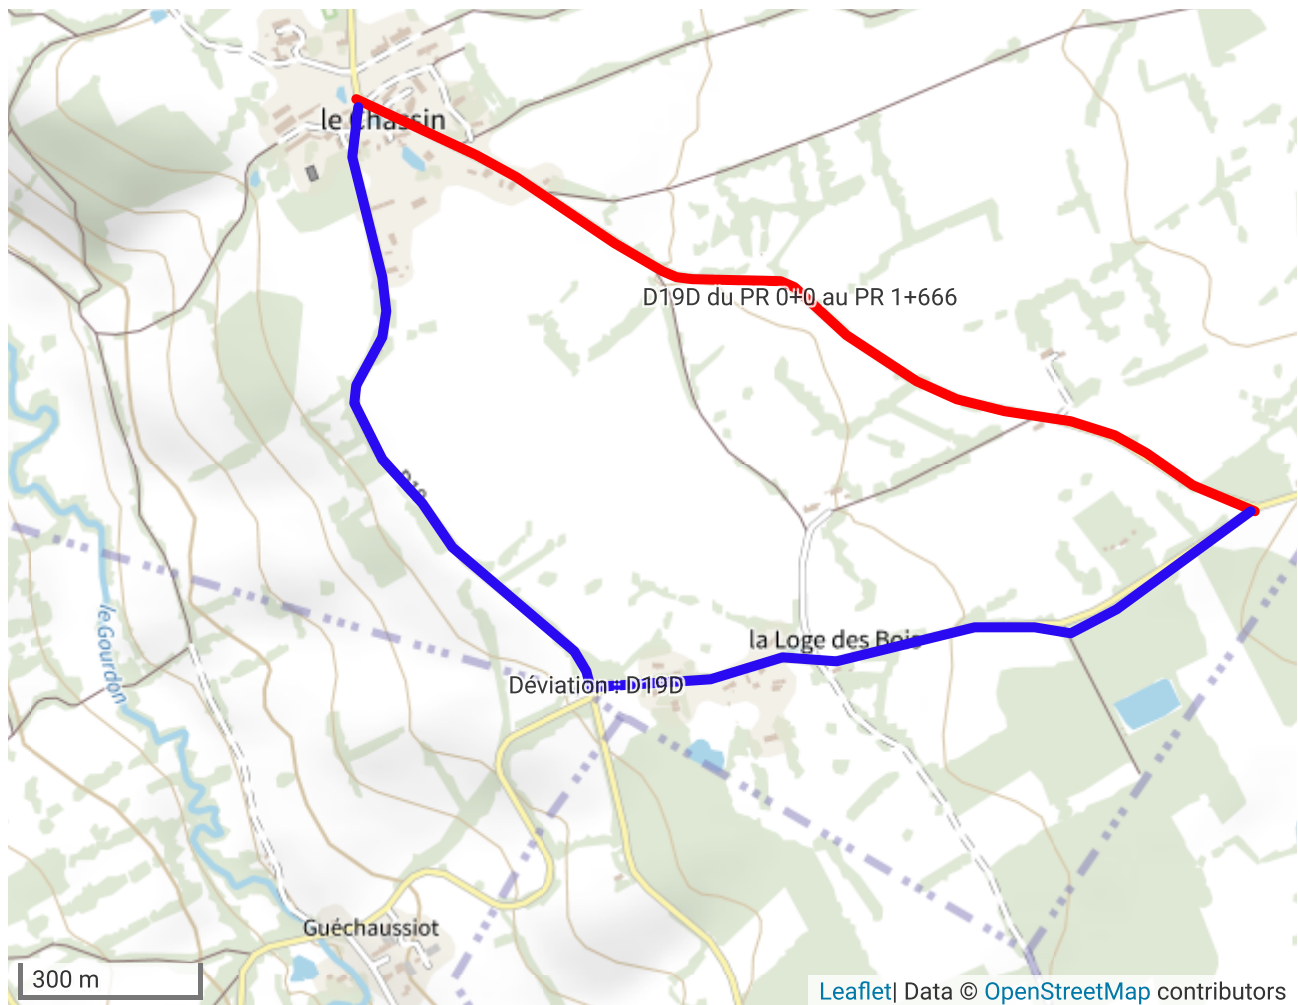 le Chassin
D19D du PR 0+0 au PR 1+666
D19
le Gourdon
la Loge des Bois
Déviation : D19D
Guéchaussiot
300 m
Leaflet| Data © OpenStreetMap contributors